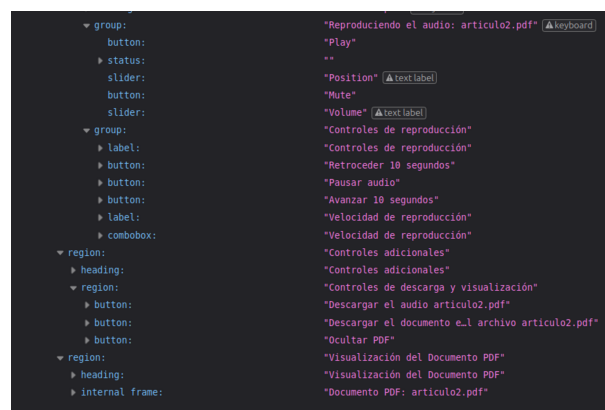 group: "Reproduciendo el audio: articulo2.pdf" keyboard
button: "Play"
status: ""
slider: "Position" text label
button: "Mute"
slider: "Volume" text label
group: "Controles de reproducción"
label: "Controles de reproducción"
button: "Retroceder 10 segundos"
button: "Pausar audio"
button: "Avanzar 10 segundos"
label: "Velocidad de reproducción"
combobox: "Velocidad de reproducción"
region: "Controles adicionales"
heading: "Controles adicionales"
region: "Controles de descarga y visualización"
button: "Descargar el audio articulo2.pdf"
button: "Descargar el documento e…l archivo articulo2.pdf"
button: "Ocultar PDF"
region: "Visualización del Documento PDF"
heading: "Visualización del Documento PDF"
internal frame: "Documento PDF: articulo2.pdf"